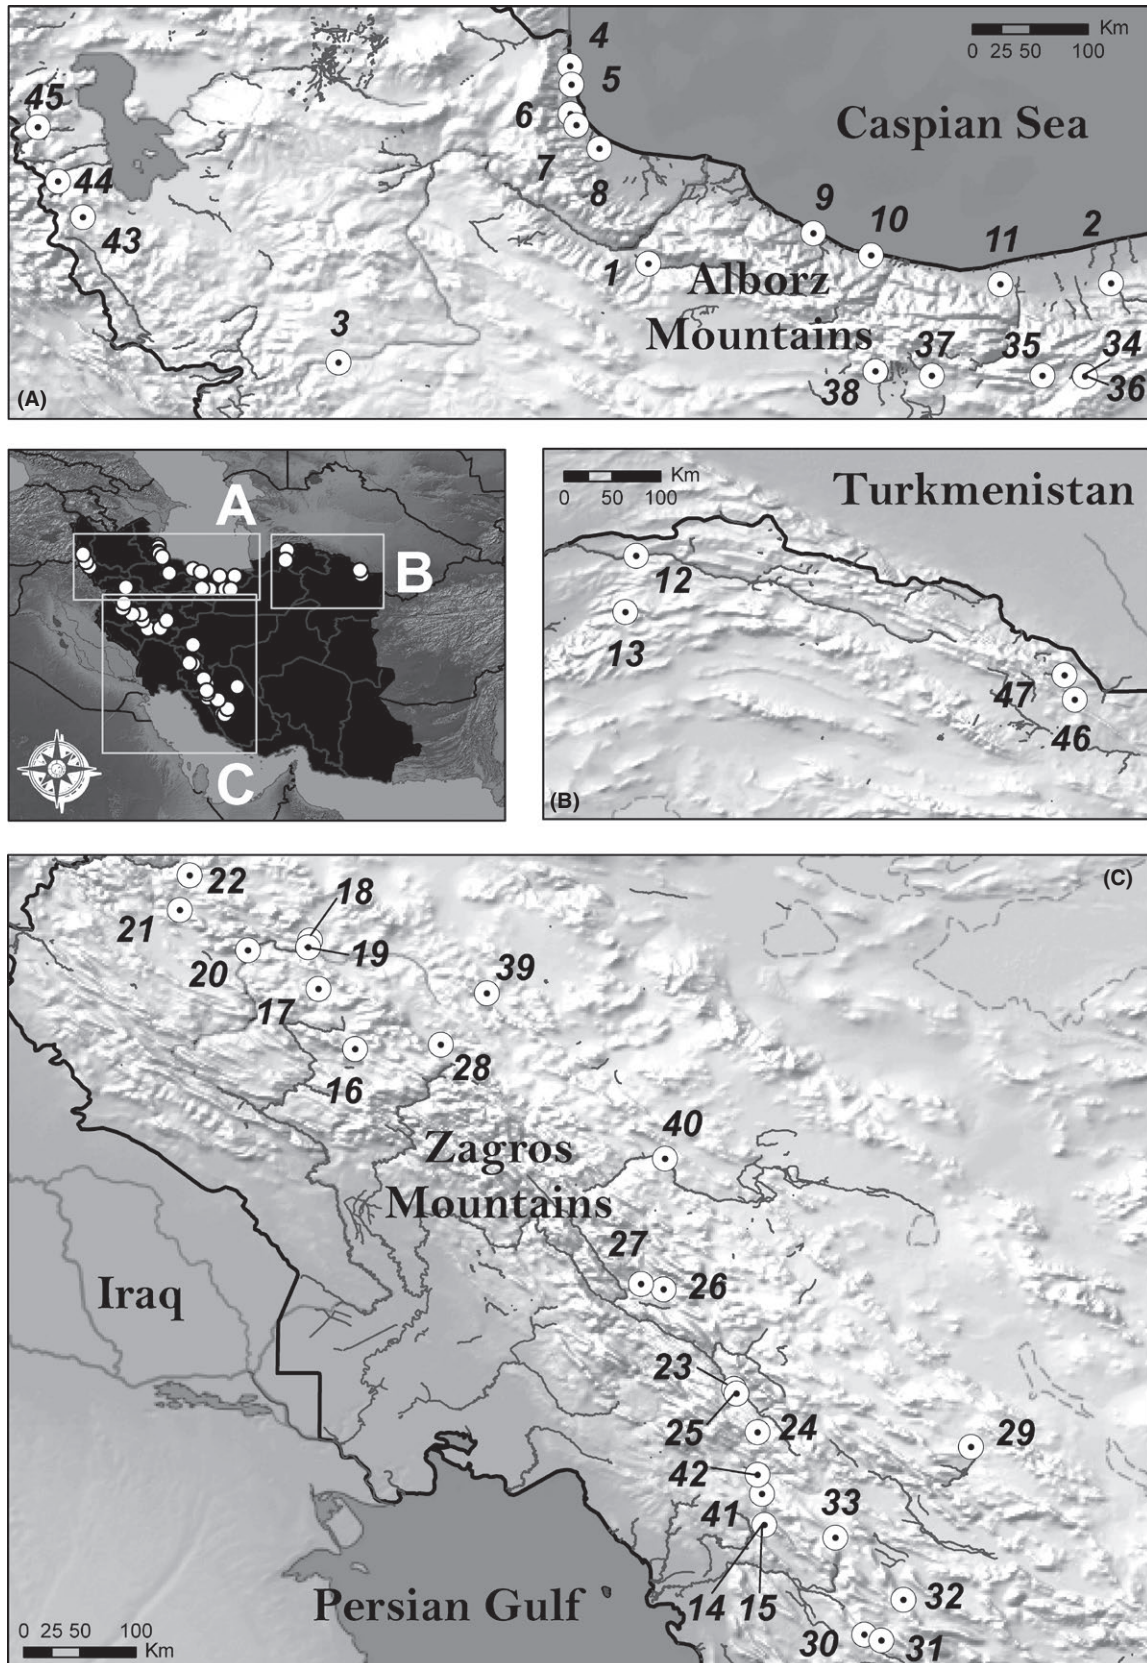 4
Km
0 25 50 100
5
45
Caspian Sea
6
7
8
44
9
10
2
43
11
1
Alborz
Mountains
3
37
35
34
38
36
(A)
A
B
C
Km
0 50 100
Turkmenistan
12
13
47
46
(B)
(C)
22
18
21
19
20
39
17
28
16
Zagros
Mountains
40
27
26
Iraq
23
25
24
29
42
33
41
Persian Gulf
14
15
32
30
31
0 25 50 100
Km